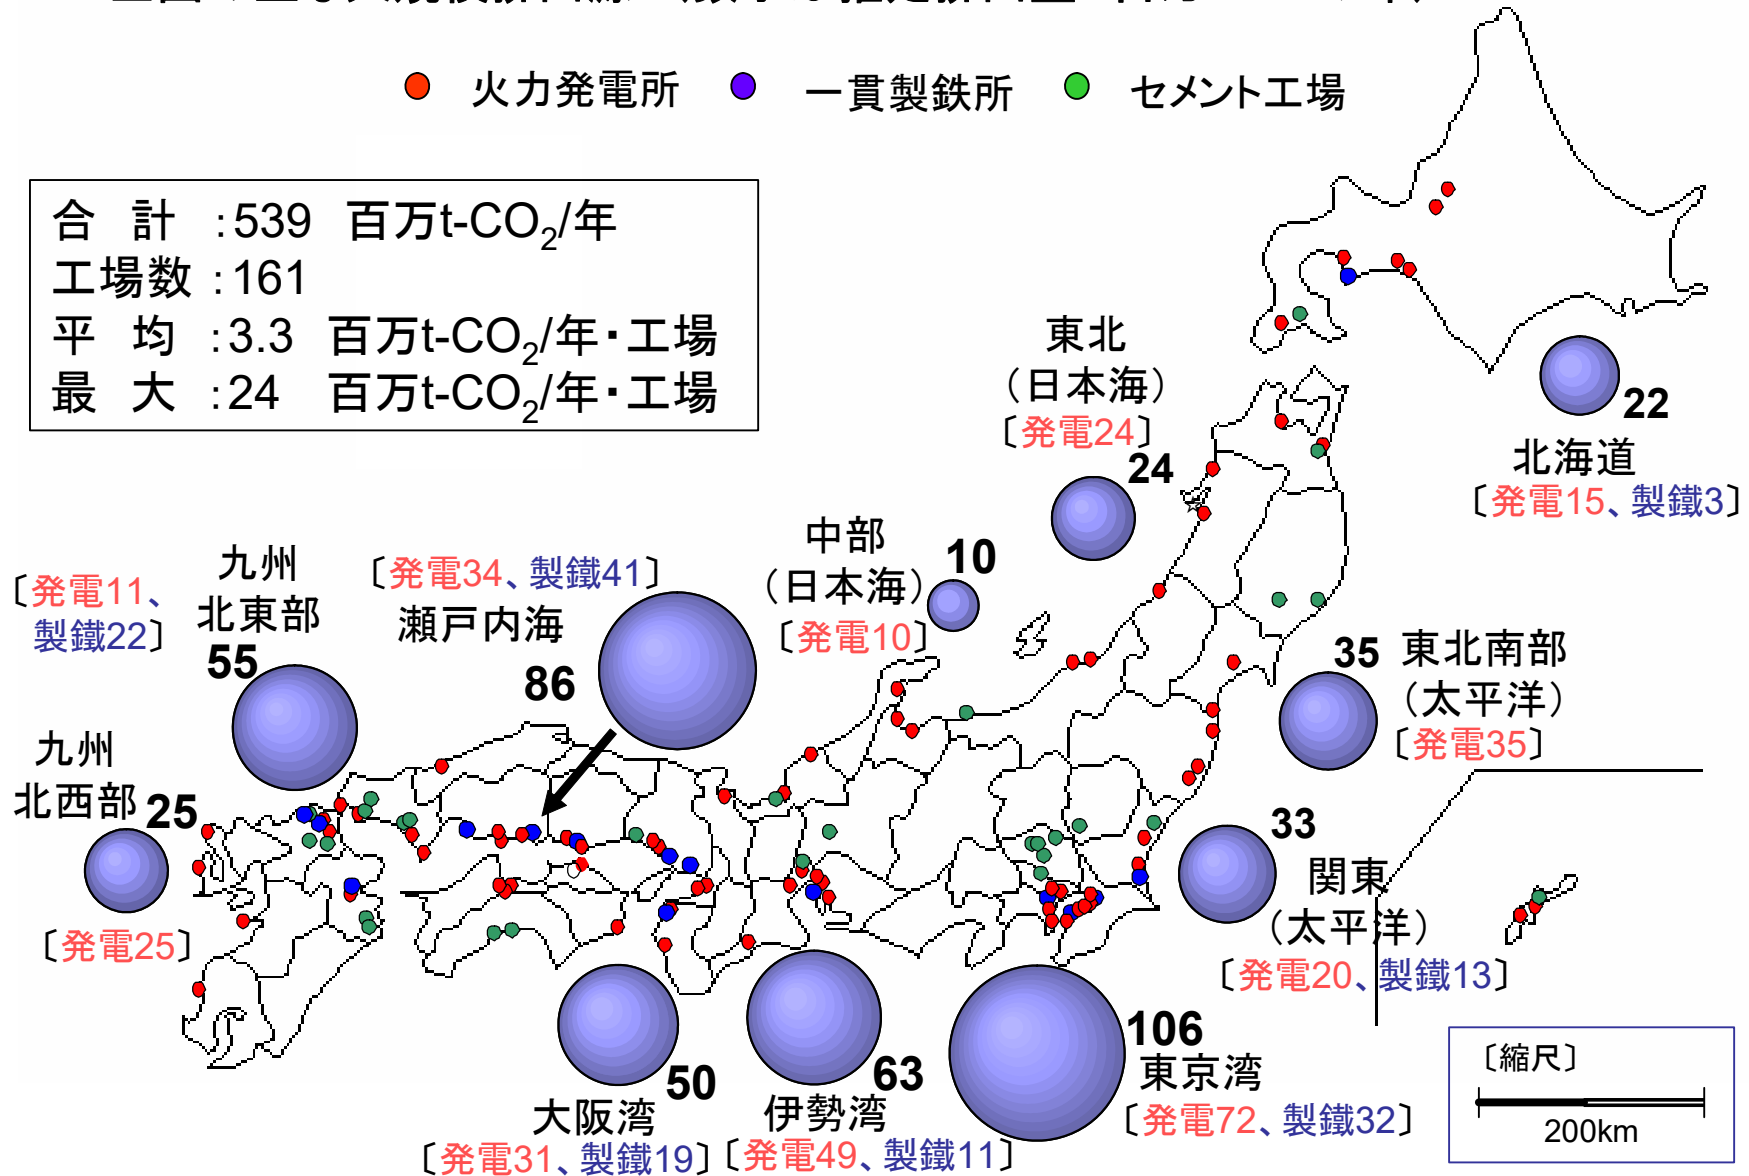 火力発電所
一貫製鉄所
セメント工場
合 計 :539 百万t-CO2/年
工場数 :161
平 均 :3.3 百万t-CO2/年・工場
最 大 :24 百万t-CO2/年・工場
22
北海道
〔発電15、製鐵3〕
東北
（日本海）
〔発電24〕
24
中部
（日本海）
〔発電10〕
10
〔発電34、製鐵41〕
瀬戸内海
86
九州
北東部
〔発電11、
製鐵22〕
55
九州
北西部
25
〔発電25〕
35
東北南部
（太平洋）
〔発電35〕
33
関東
（太平洋）
〔発電20、製鐵13〕
106
東京湾
〔発電72、製鐵32〕
63
伊勢湾
〔発電49、製鐵11〕
50
大阪湾
〔発電31、製鐵19〕
〔縮尺〕
200km